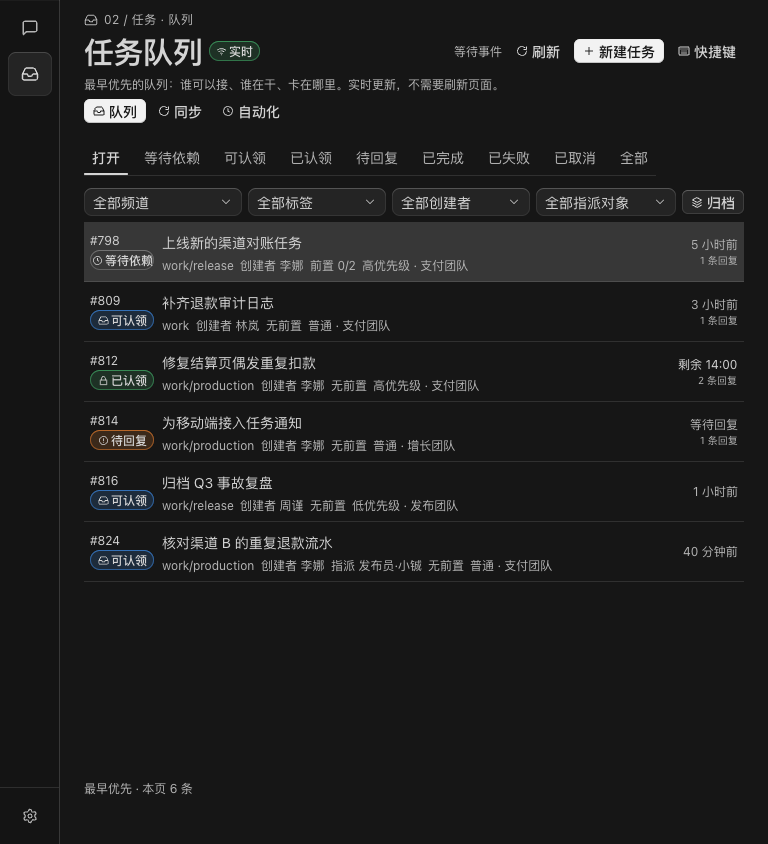 02 / 任务 · 队列
任务队列 实时 等待事件 刷新 + 新建任务 快捷键
最早优先的队列：谁可以接、谁在干、卡在哪里。实时更新，不需要刷新页面。
队列 同步 自动化
打开 等待依赖 可认领 已认领 待回复 已完成 已失败 已取消 全部
全部频道 全部标签 全部创建者 全部指派对象 归档
#798 上线新的渠道对账任务 5 小时前
等待依赖 work/release 创建者 李娜 前置 0/2 高优先级 · 支付团队 1 条回复
#809 补齐退款审计日志 3 小时前
可认领 work 创建者 林岚 无前置 普通 · 支付团队 1 条回复
#812 修复结算页偶发重复扣款 剩余 14:00
已认领 work/production 创建者 李娜 无前置 高优先级 · 支付团队 2 条回复
#814 为移动端接入任务通知 等待回复
待回复 work/production 创建者 李娜 无前置 普通 · 增长团队 1 条回复
#816 归档 Q3 事故复盘 1 小时前
可认领 work/release 创建者 周谨 无前置 低优先级 · 发布团队
#824 核对渠道 B 的重复退款流水 40 分钟前
可认领 work/production 创建者 李娜 指派 发布员·小铖 无前置 普通 · 支付团队
最早优先 · 本页 6 条